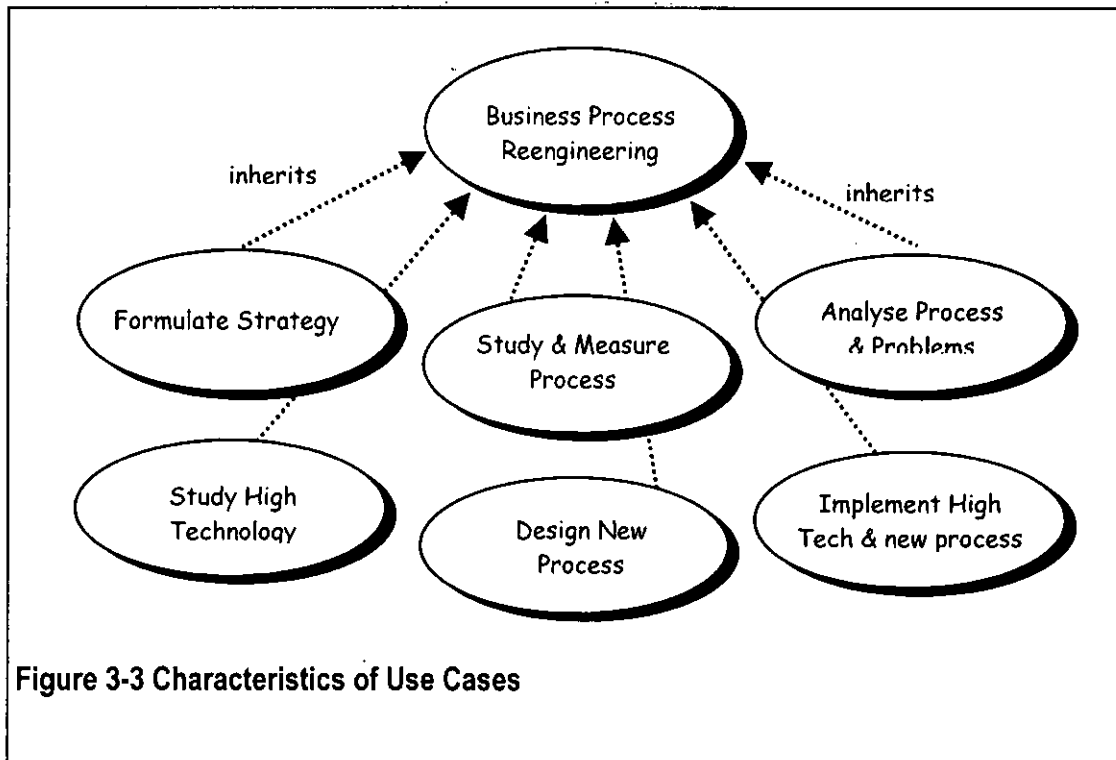 Business Process
Reengineering
inherits
inherits
Formulate Strategy
Study & Measure
Process
Analyse Process
& Problems
Study High
Technology
Design New
Process
Implement High
Tech & new process
Figure 3-3 Characteristics of Use Cases